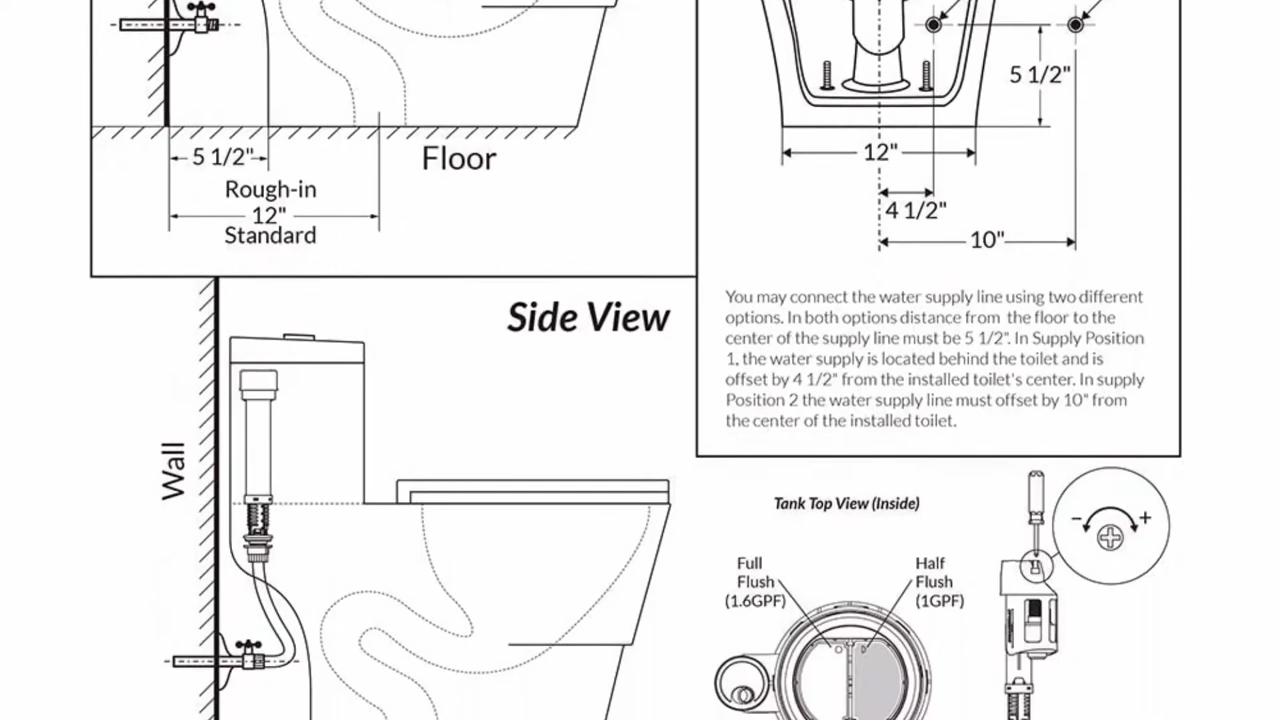 5 1/2"
Floor
Rough-in
12"
Standard
5 1/2"
12"
4 1/2"
10"
You may connect the water supply line using two different
options. In both options distance from the floor to the
center of the supply line must be 5 1/2". In Supply Position
1, the water supply is located behind the toilet and is
offset by 4 1/2" from the installed toilet's center. In supply
Position 2 the water supply line must offset by 10" from
the center of the installed toilet.
Side View
Wall
Tank Top View (Inside)
- +
Full
Flush
(1.6GPF)
Half
Flush
(1GPF)